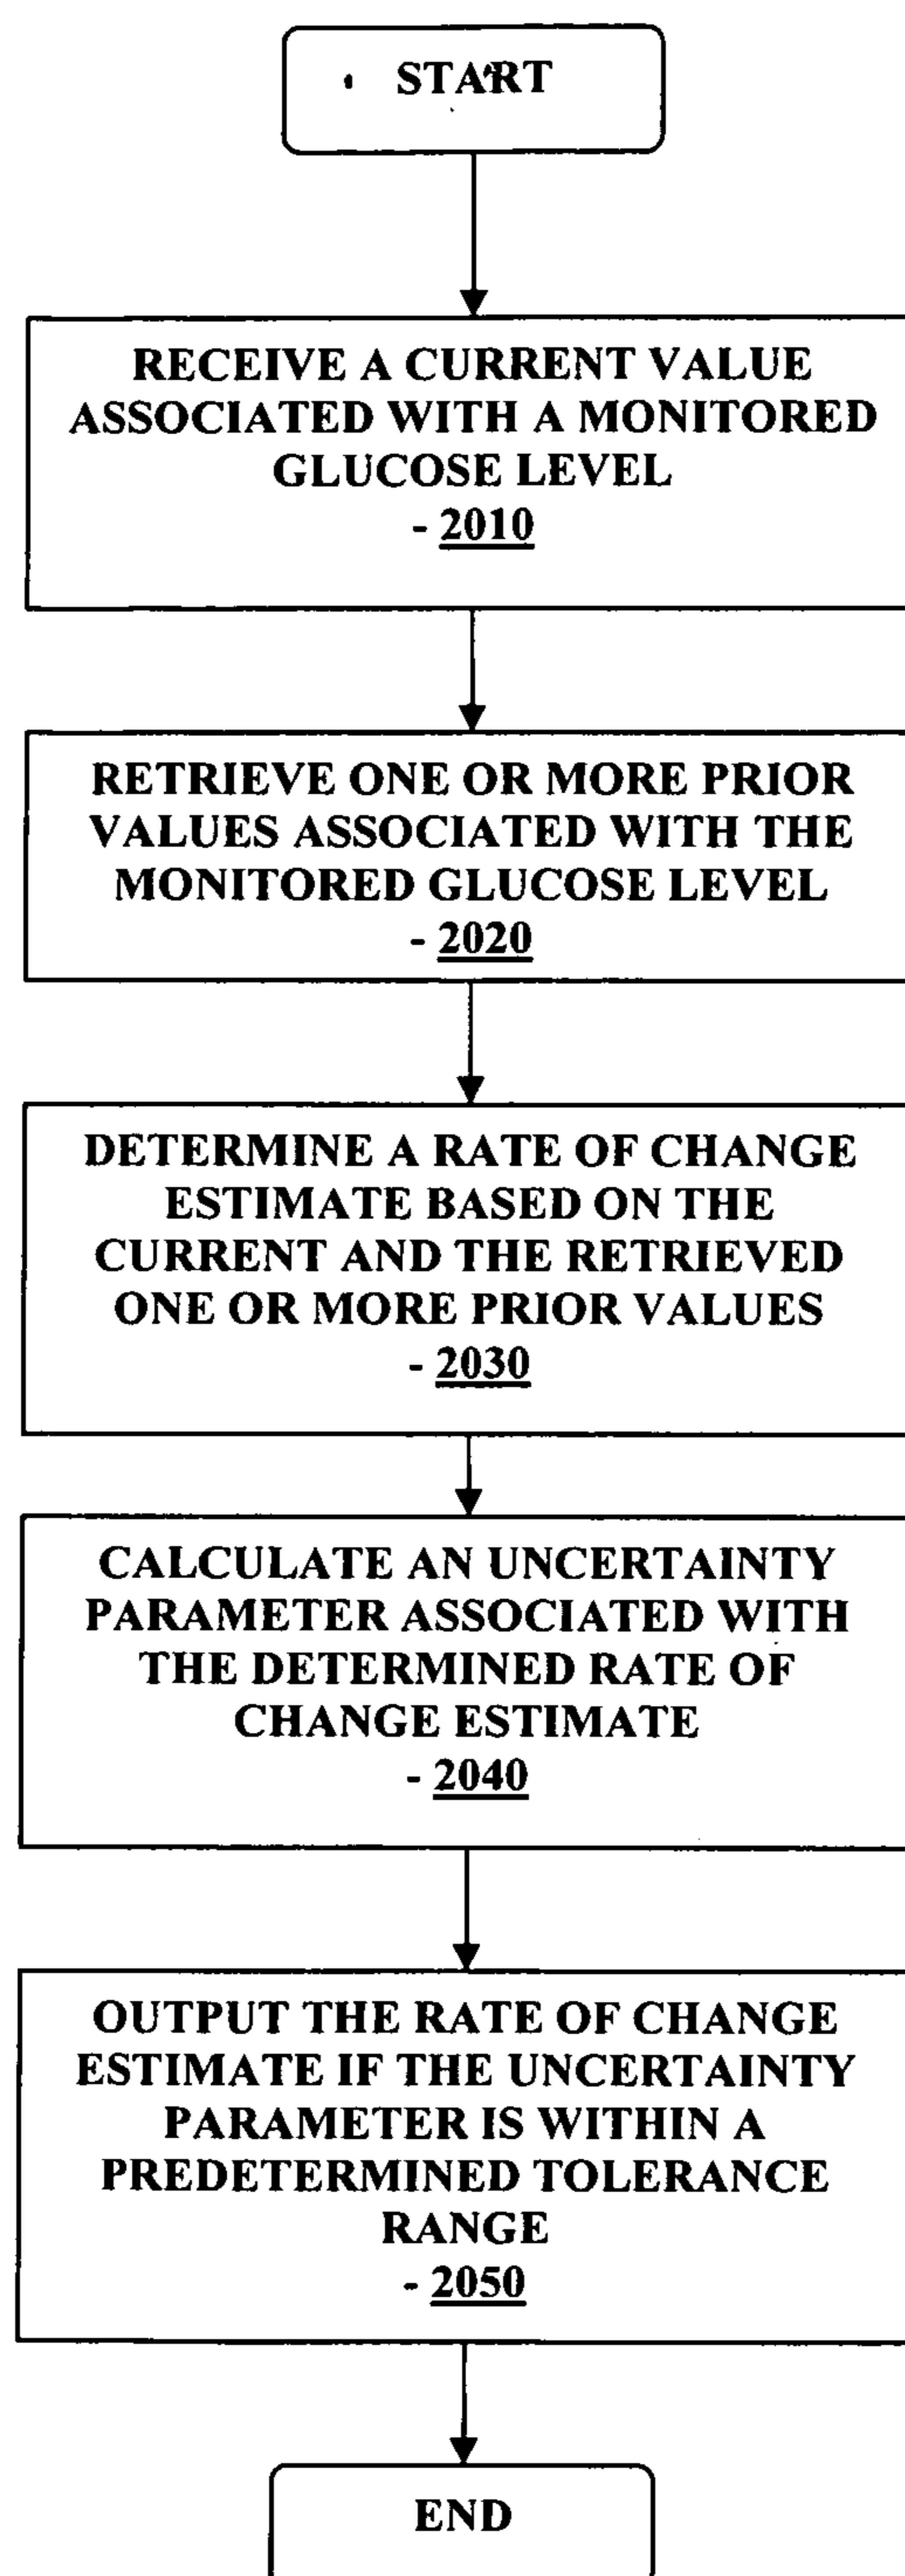 START
RECEIVE A CURRENT VALUE
ASSOCIATED WITH A MONITORED
GLUCOSE LEVEL
- 2010
RETRIEVE ONE OR MORE PRIOR
VALUES ASSOCIATED WITH THE
MONITORED GLUCOSE LEVEL
- 2020
DETERMINE A RATE OF CHANGE
ESTIMATE BASED ON THE
CURRENT AND THE RETRIEVED
ONE OR MORE PRIOR VALUES
- 2030
CALCULATE AN UNCERTAINTY
PARAMETER ASSOCIATED WITH
THE DETERMINED RATE OF
CHANGE ESTIMATE
- 2040
OUTPUT THE RATE OF CHANGE
ESTIMATE IF THE UNCERTAINTY
PARAMETER IS WITHIN A
PREDETERMINED TOLERANCE
RANGE
- 2050
END